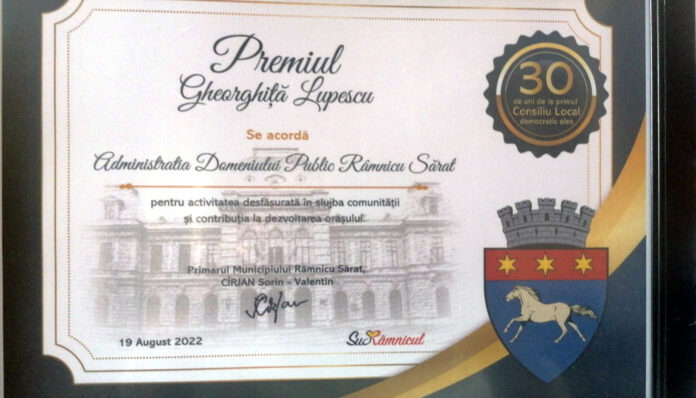 Premiul
Gheorghiță Lupescu
Se acordă
Administratia Domeniului Public Râmnicu Sărat
pentru activitatea desfășurată în slujba comunității
și contribuția la dezvoltarea orașului.
Primarul Municipiului Râmnicu Sărat,
CÎRJAN Sorin - Valentin
19 August 2022
30
de ani de la primul
Consiliu Local
democratic ales